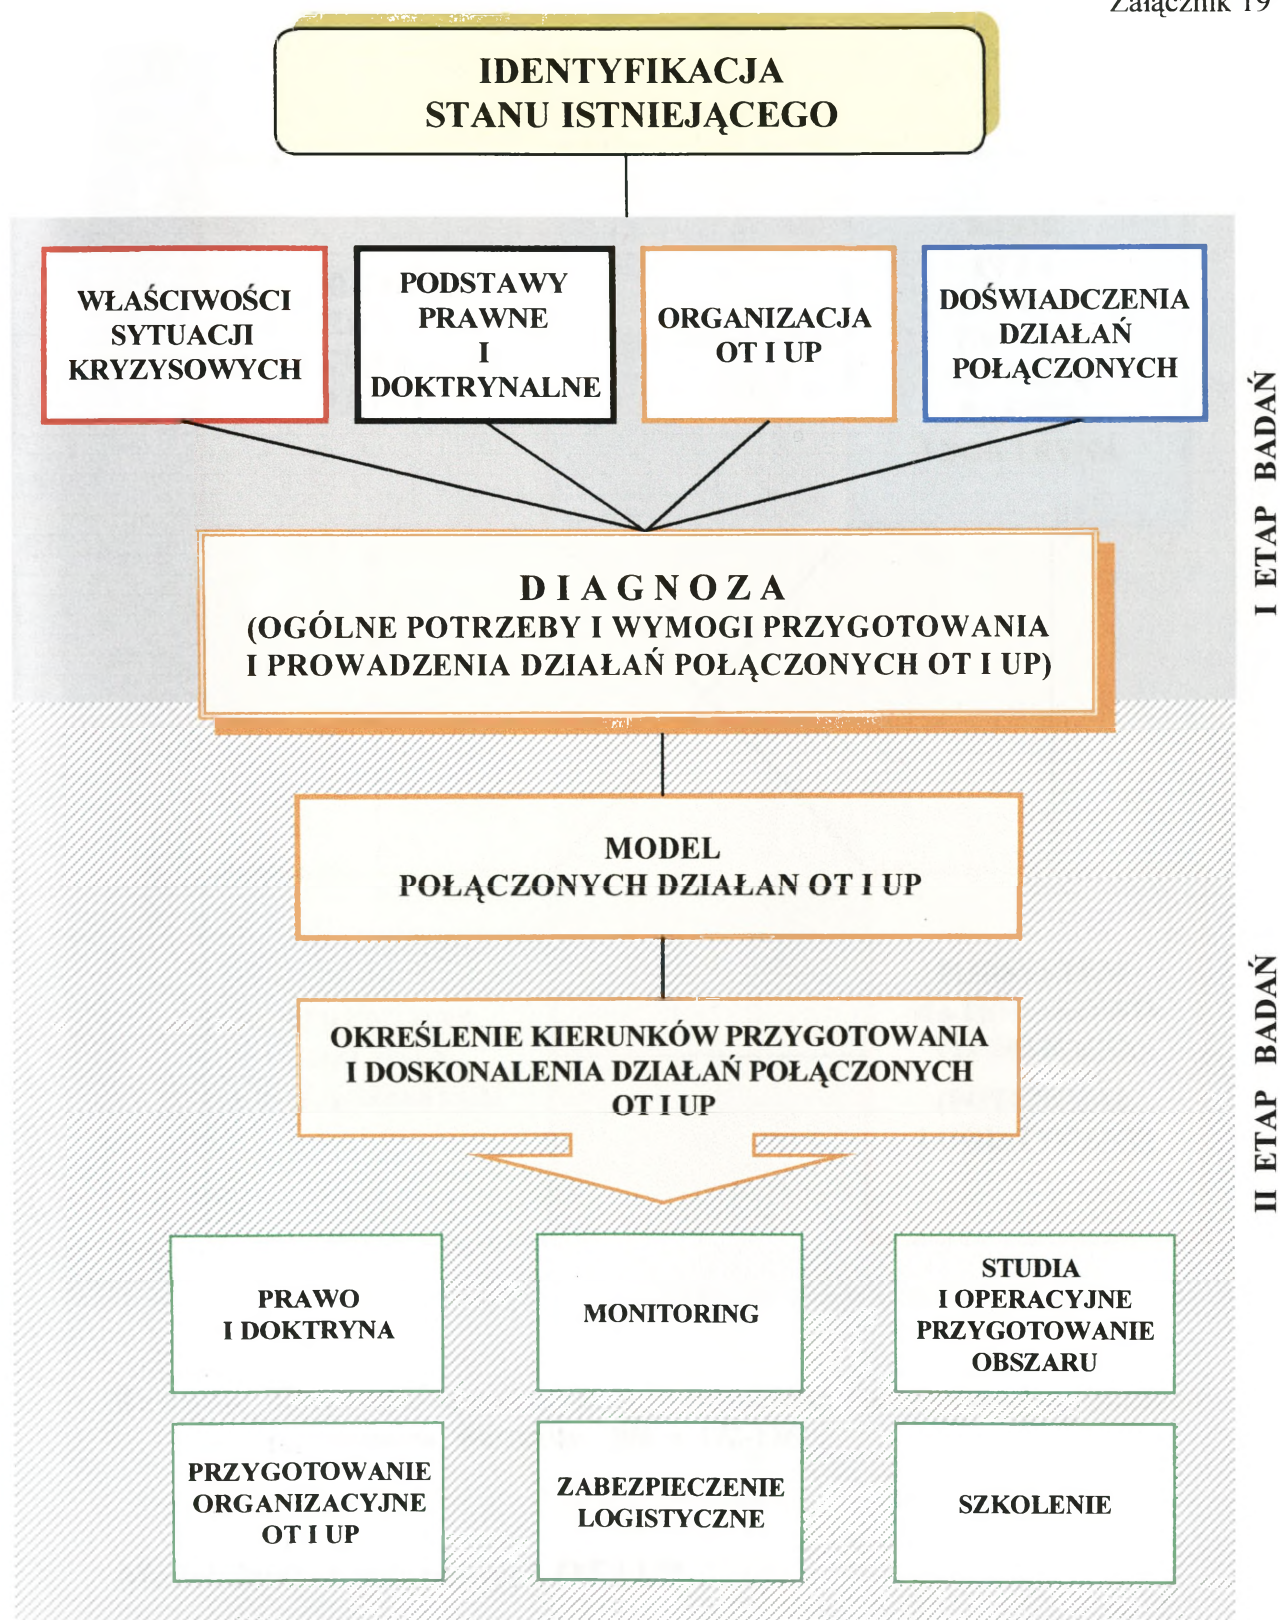 Załącznik 19
IDENTYFIKACJA
STANU ISTNIEJĄCEGO
WŁAŚCIWOŚCI
SYTUACJI
KRYZYSOWYCH
PODSTAWY
PRAWNE
I
DOKTRYNALNE
ORGANIZACJA
OT I UP
DOŚWIADCZENIA
DZIAŁAŃ
POŁĄCZONYCH
I ETAP BADAŃ
DIAGNOZA
(OGÓLNE POTRZEBY I WYMOGI PRZYGOTOWANIA
I PROWADZENIA DZIAŁAŃ POŁĄCZONYCH OT I UP)
MODEL
POŁĄCZONYCH DZIAŁAN OT I UP
OKREŚLENIE KIERUNKÓW PRZYGOTOWANIA
I DOSKONALENIA DZIAŁAŃ POŁĄCZONYCH
OT I UP
II ETAP BADAŃ
PRAWO
I DOKTRYNA
MONITORING
STUDIA
I OPERACYJNE
PRZYGOTOWANIE
OBSZARU
PRZYGOTOWANIE
ORGANIZACYJNE
OT I UP
ZABEZPIECZENIE
LOGISTYCZNE
SZKOLENIE